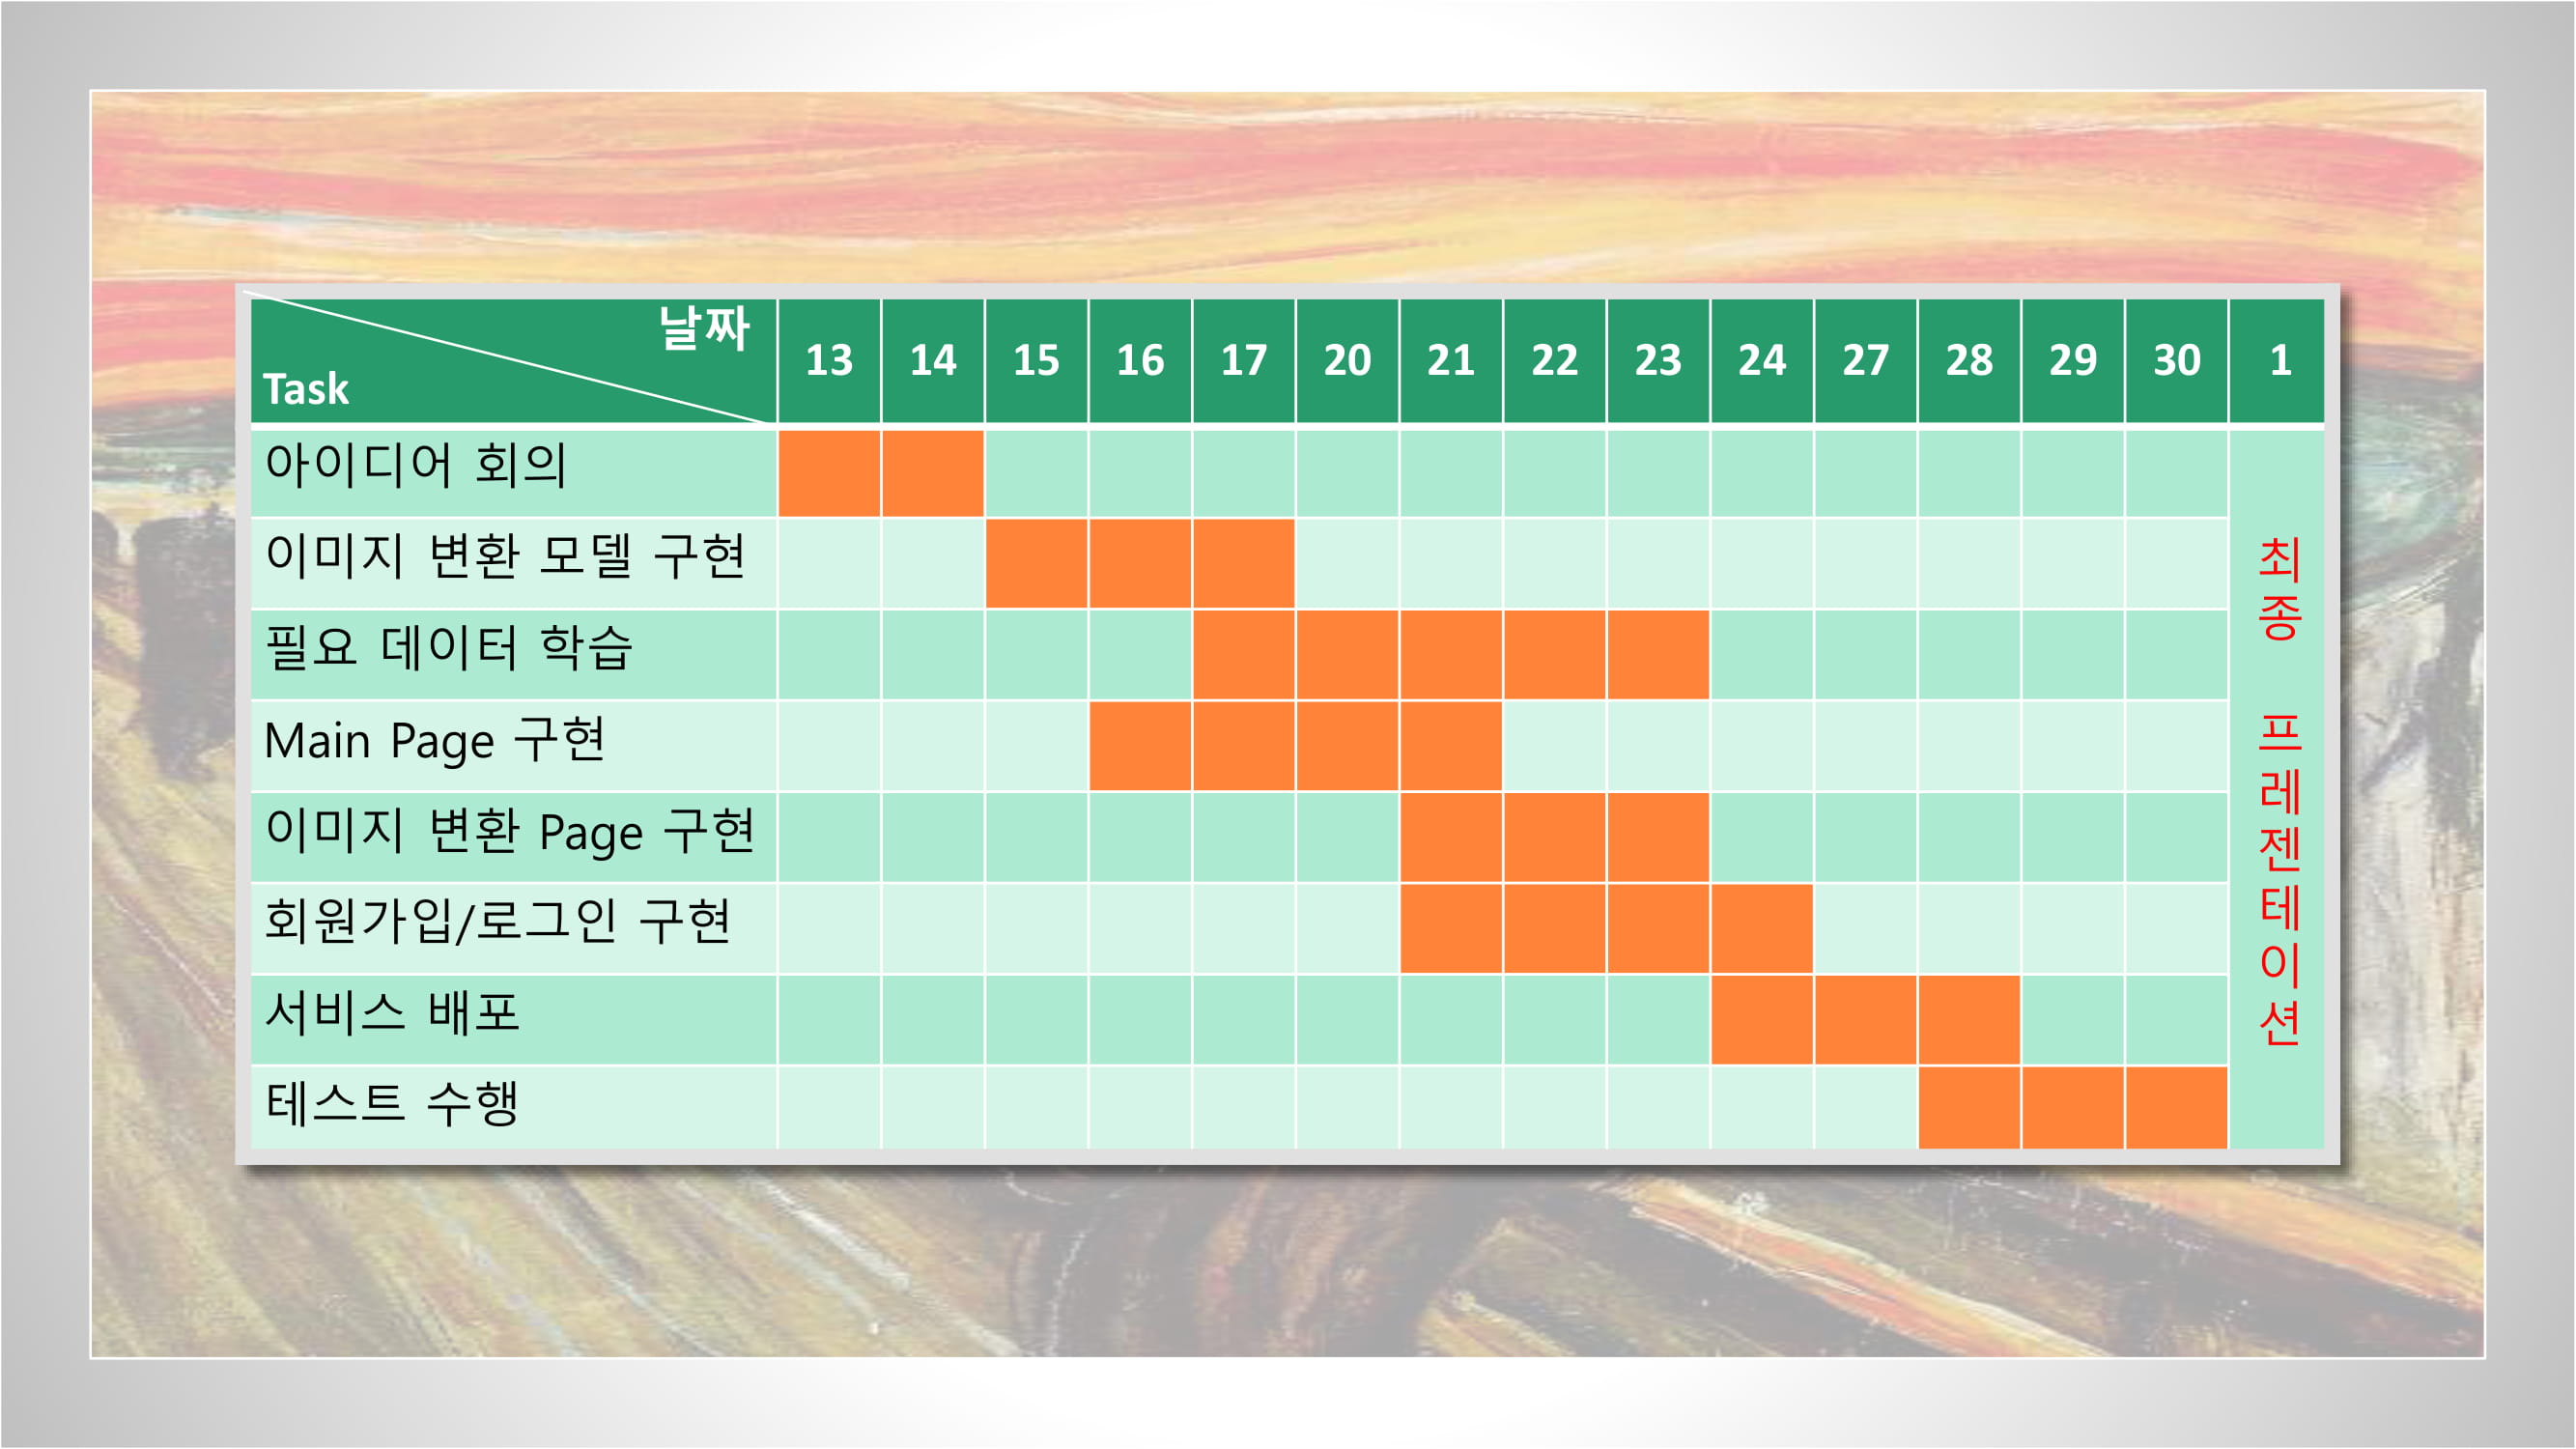 날짜
Task 13 14 15 16 17 20 21 22 23 24 27 28 29 30 1
아이디어 회의
이미지 변환 모델 구현
필요 데이터 학습
Main Page 구현
이미지 변환 Page 구현
회원가입/로그인 구현
서비스 배포
테스트 수행
최종 프레젠테이션